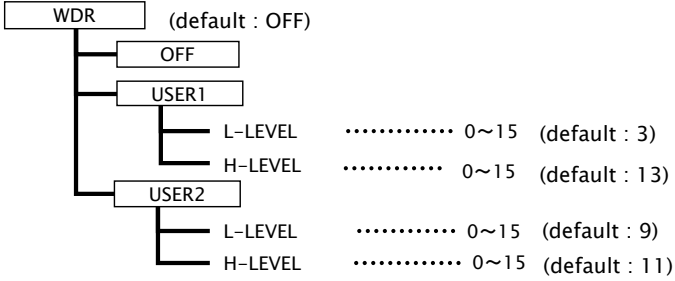 WDR (default : OFF)
OFF
USER1
L-LEVEL ············· 0~15 (default : 3)
H-LEVEL ············ 0~15 (default : 13)
USER2
L-LEVEL ············ 0~15 (default : 9)
H-LEVEL ············· 0~15 (default : 11)